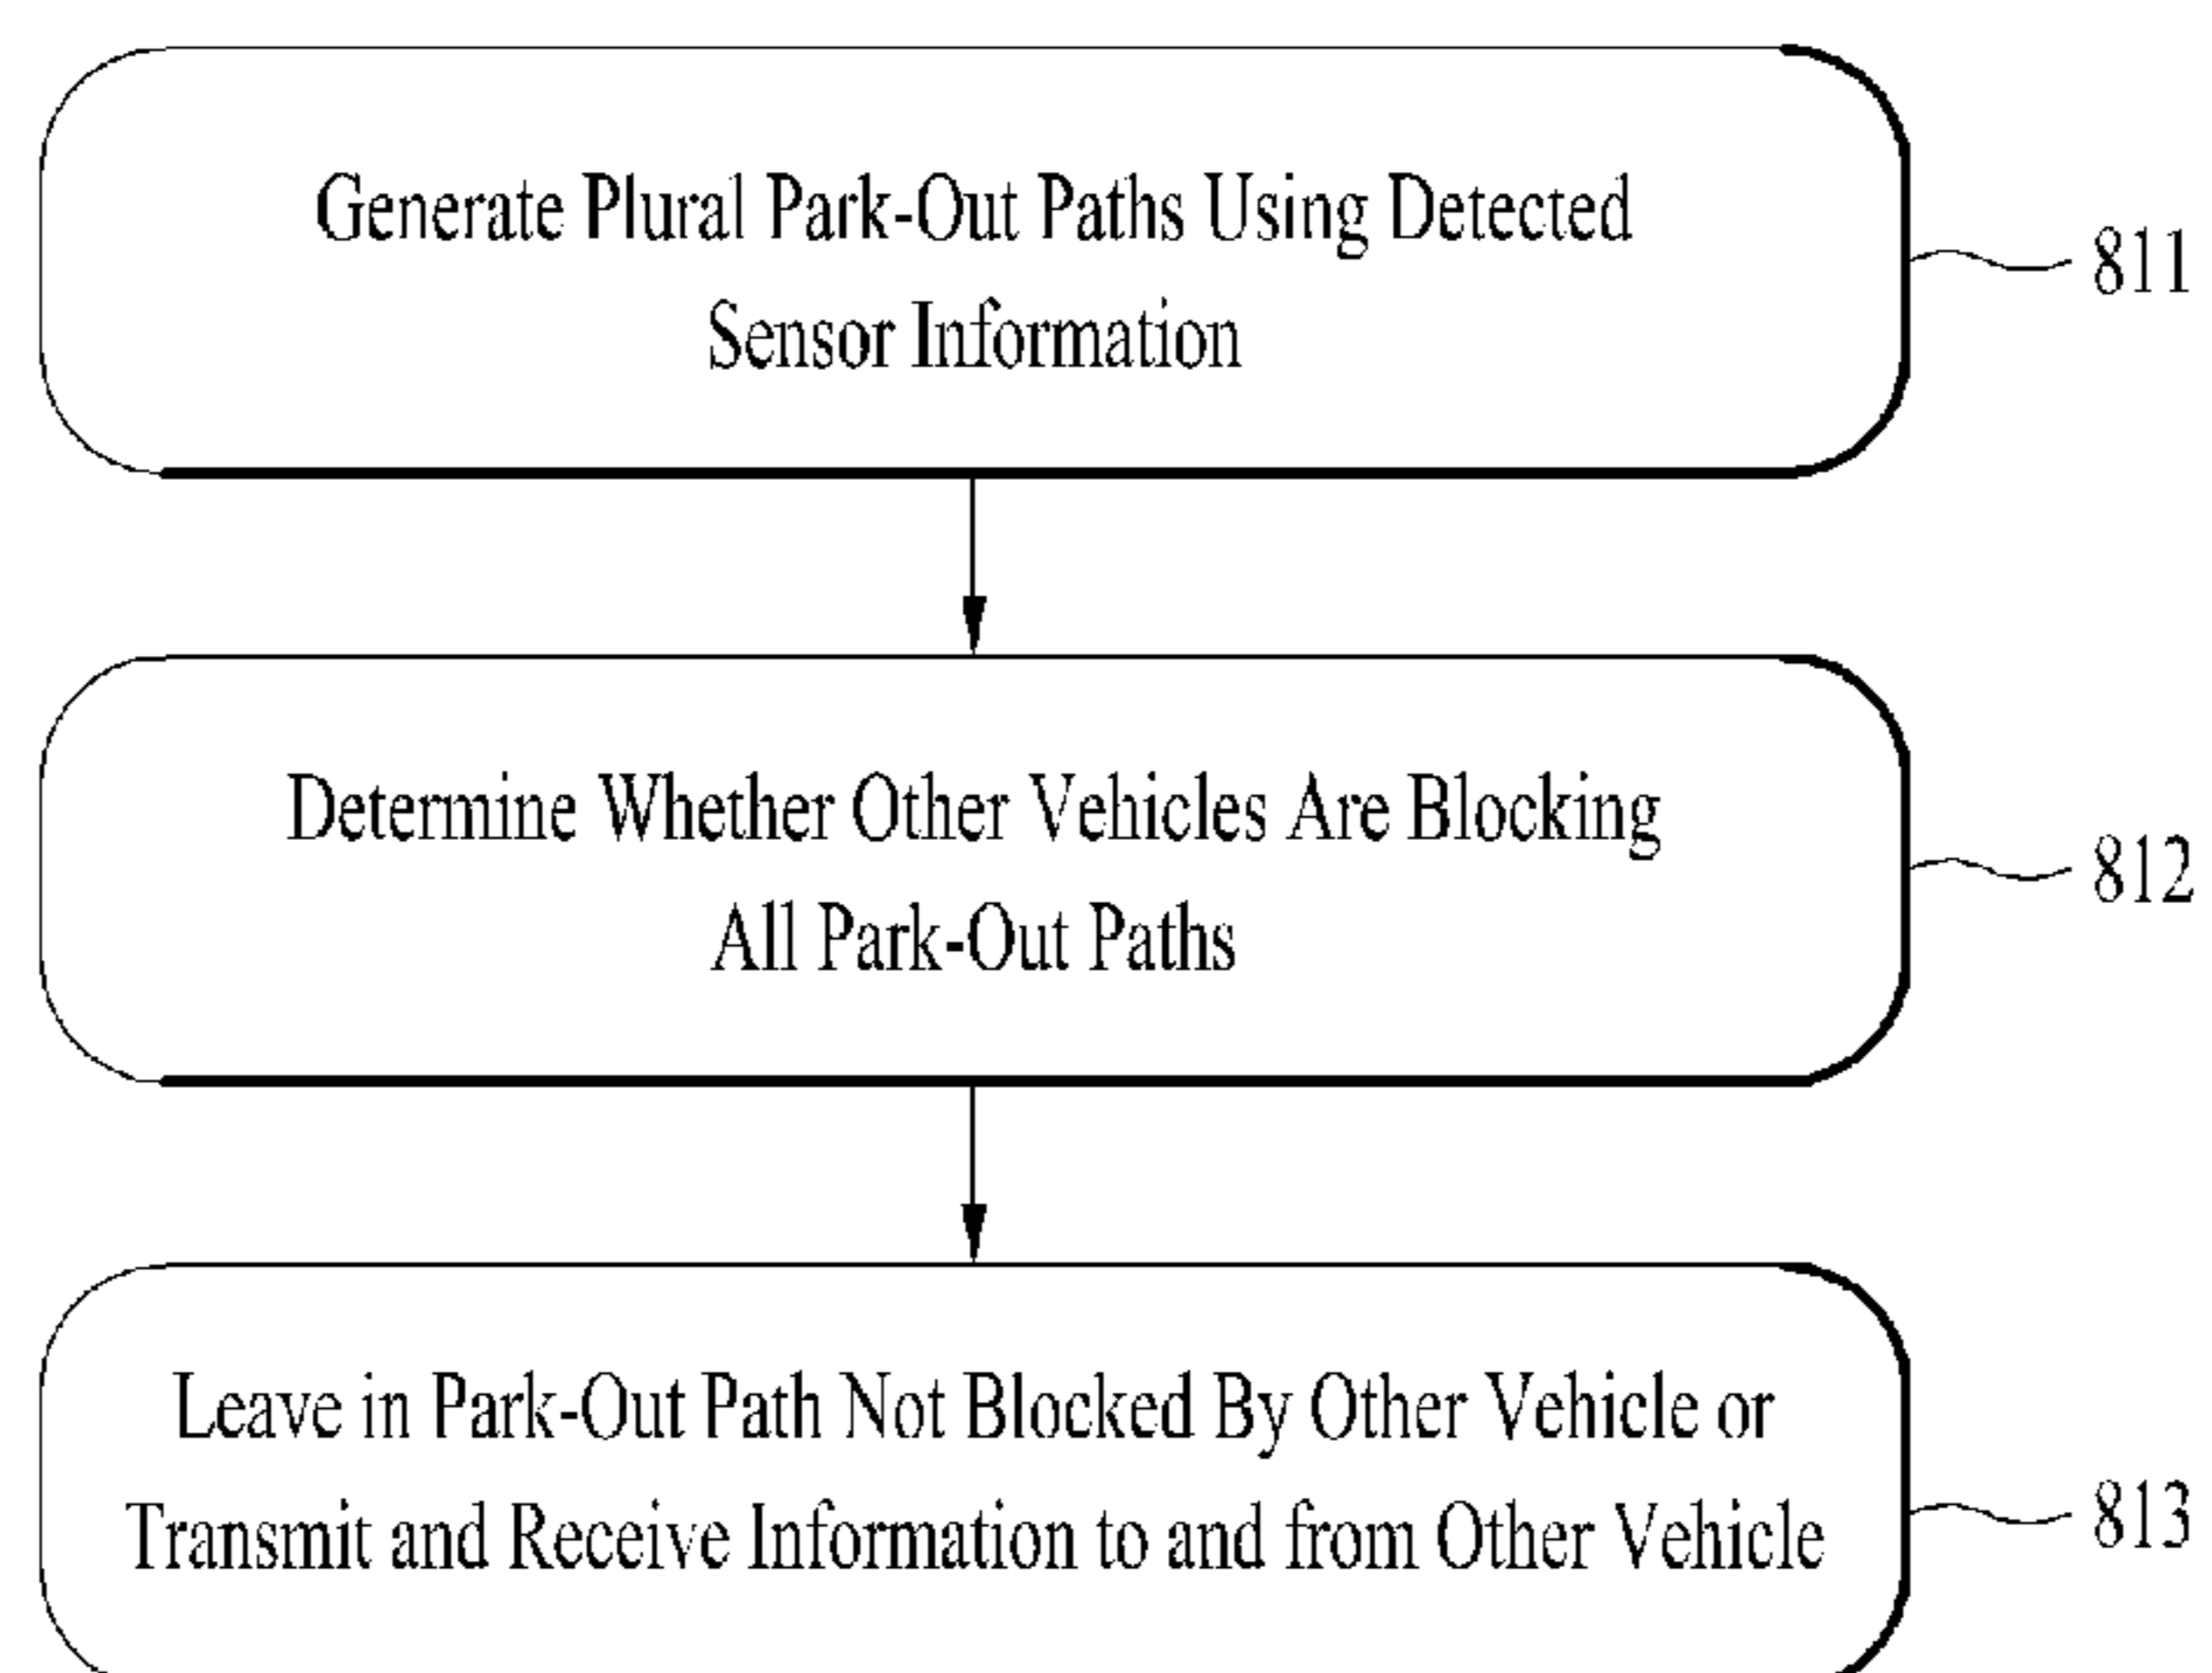 Generate Plural Park-Out Paths Using Detected
Sensor Information
811
Determine Whether Other Vehicles Are Blocking
All Park-Out Paths
812
Leave in Park-Out Path Not Blocked By Other Vehicle or
Transmit and Receive Information to and from Other Vehicle
813